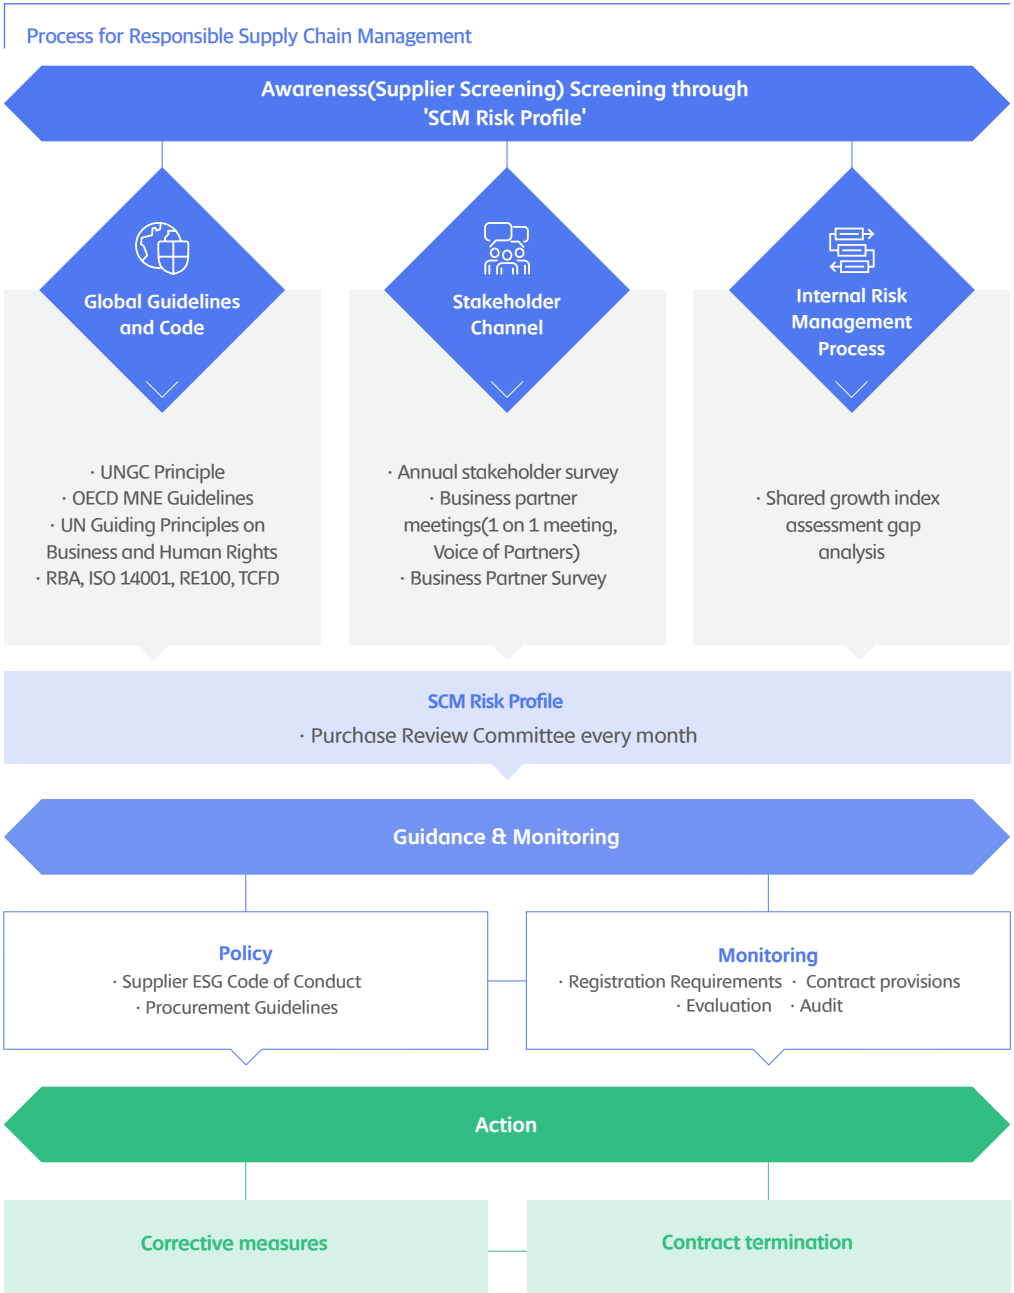 Process for Responsible Supply Chain Management
Awareness(Supplier Screening) Screening through
'SCM Risk Profile'
Global Guidelines
and Code
· UNGC Principle
· OECD MNE Guidelines
· UN Guiding Principles on
Business and Human Rights
· RBA, ISO 14001, RE100, TCFD
Stakeholder
Channel
· Annual stakeholder survey
· Business partner
meetings(1 on 1 meeting,
Voice of Partners)
· Business Partner Survey
Internal Risk
Management
Process
· Shared growth index
assessment gap
analysis
SCM Risk Profile
· Purchase Review Committee every month
Guidance & Monitoring
Policy
· Supplier ESG Code of Conduct
· Procurement Guidelines
Monitoring
· Registration Requirements · Contract provisions
· Evaluation · Audit
Action
Corrective measures
Contract termination